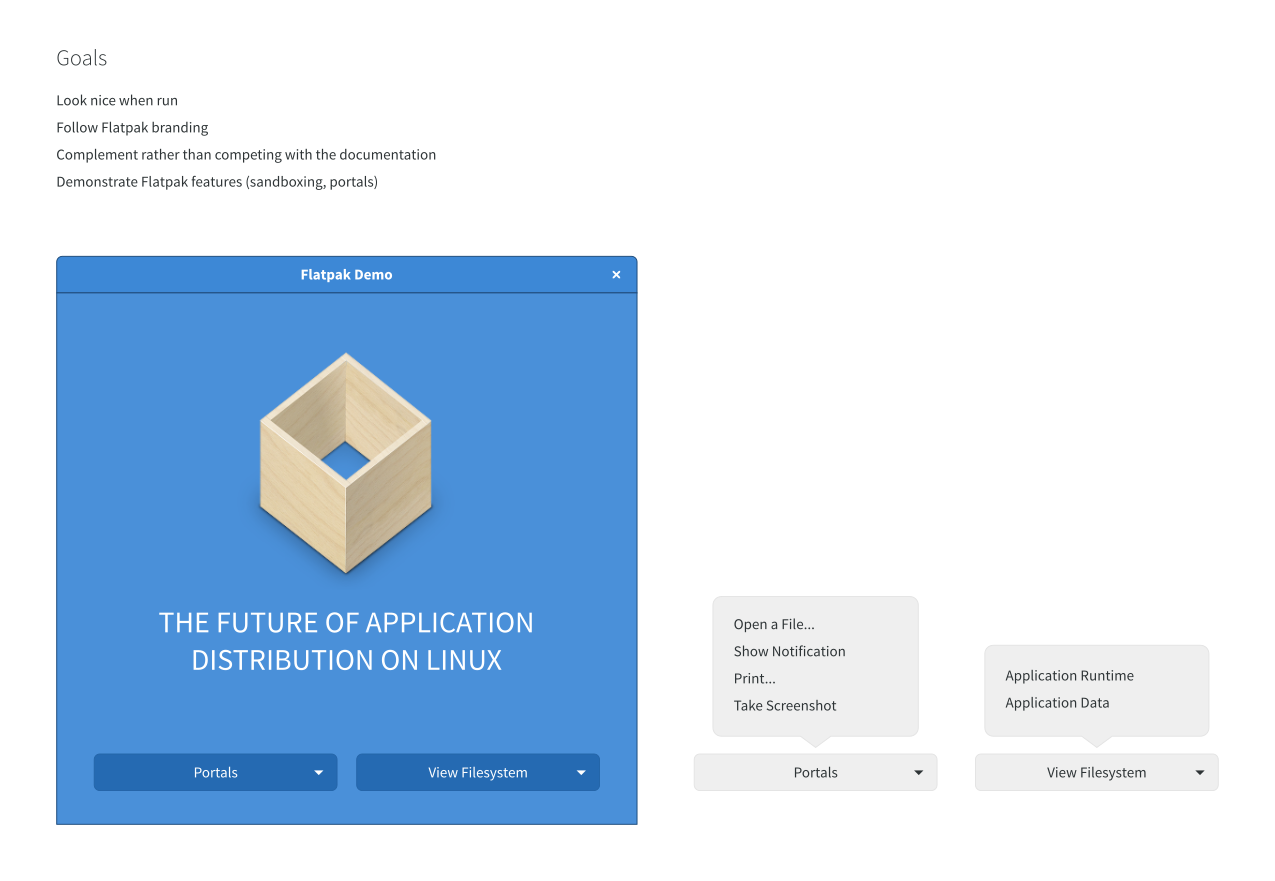 Goals
Look nice when run
Follow Flatpak branding
Complement rather than competing with the documentation
Demonstrate Flatpak features (sandboxing, portals)
Flatpak Demo
THE FUTURE OF APPLICATION
DISTRIBUTION ON LINUX
Portals
View Filesystem
Open a File...
Show Notification
Print...
Take Screenshot
Portals
Application Runtime
Application Data
View Filesystem